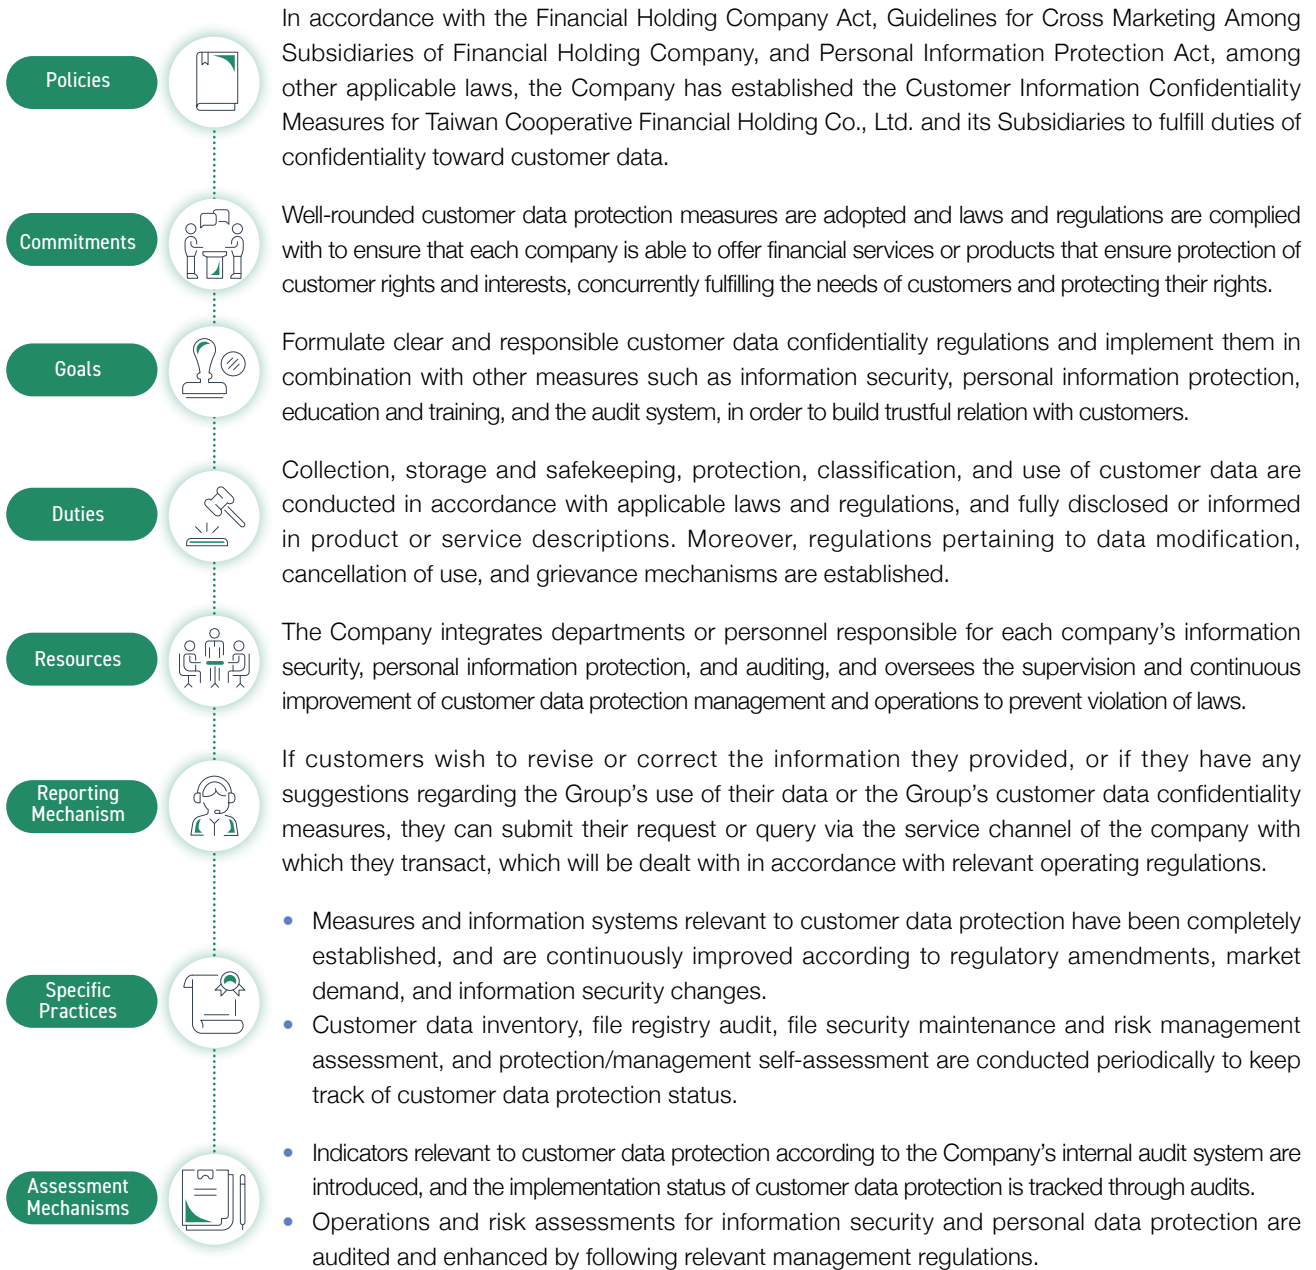 Policies
In accordance with the Financial Holding Company Act, Guidelines for Cross Marketing Among
Subsidiaries of Financial Holding Company, and Personal Information Protection Act, among
other applicable laws, the Company has established the Customer Information Confidentiality
Measures for Taiwan Cooperative Financial Holding Co., Ltd. and its Subsidiaries to fulfill duties of
confidentiality toward customer data.
Commitments
Well-rounded customer data protection measures are adopted and laws and regulations are complied
with to ensure that each company is able to offer financial services or products that ensure protection of
customer rights and interests, concurrently fulfilling the needs of customers and protecting their rights.
Goals
Formulate clear and responsible customer data confidentiality regulations and implement them in
combination with other measures such as information security, personal information protection,
education and training, and the audit system, in order to build trustful relation with customers.
Duties
Collection, storage and safekeeping, protection, classification, and use of customer data are
conducted in accordance with applicable laws and regulations, and fully disclosed or informed
in product or service descriptions. Moreover, regulations pertaining to data modification,
cancellation of use, and grievance mechanisms are established.
Resources
The Company integrates departments or personnel responsible for each company's information
security, personal information protection, and auditing, and oversees the supervision and continuous
improvement of customer data protection management and operations to prevent violation of laws.
Reporting
Mechanism
If customers wish to revise or correct the information they provided, or if they have any
suggestions regarding the Group's use of their data or the Group's customer data confidentiality
measures, they can submit their request or query via the service channel of the company with
which they transact, which will be dealt with in accordance with relevant operating regulations.
Specific
Practices
• Measures and information systems relevant to customer data protection have been completely
established, and are continuously improved according to regulatory amendments, market
demand, and information security changes.
• Customer data inventory, file registry audit, file security maintenance and risk management
assessment, and protection/management self-assessment are conducted periodically to keep
track of customer data protection status.
Assessment
Mechanisms
• Indicators relevant to customer data protection according to the Company's internal audit system are
introduced, and the implementation status of customer data protection is tracked through audits.
• Operations and risk assessments for information security and personal data protection are
audited and enhanced by following relevant management regulations.